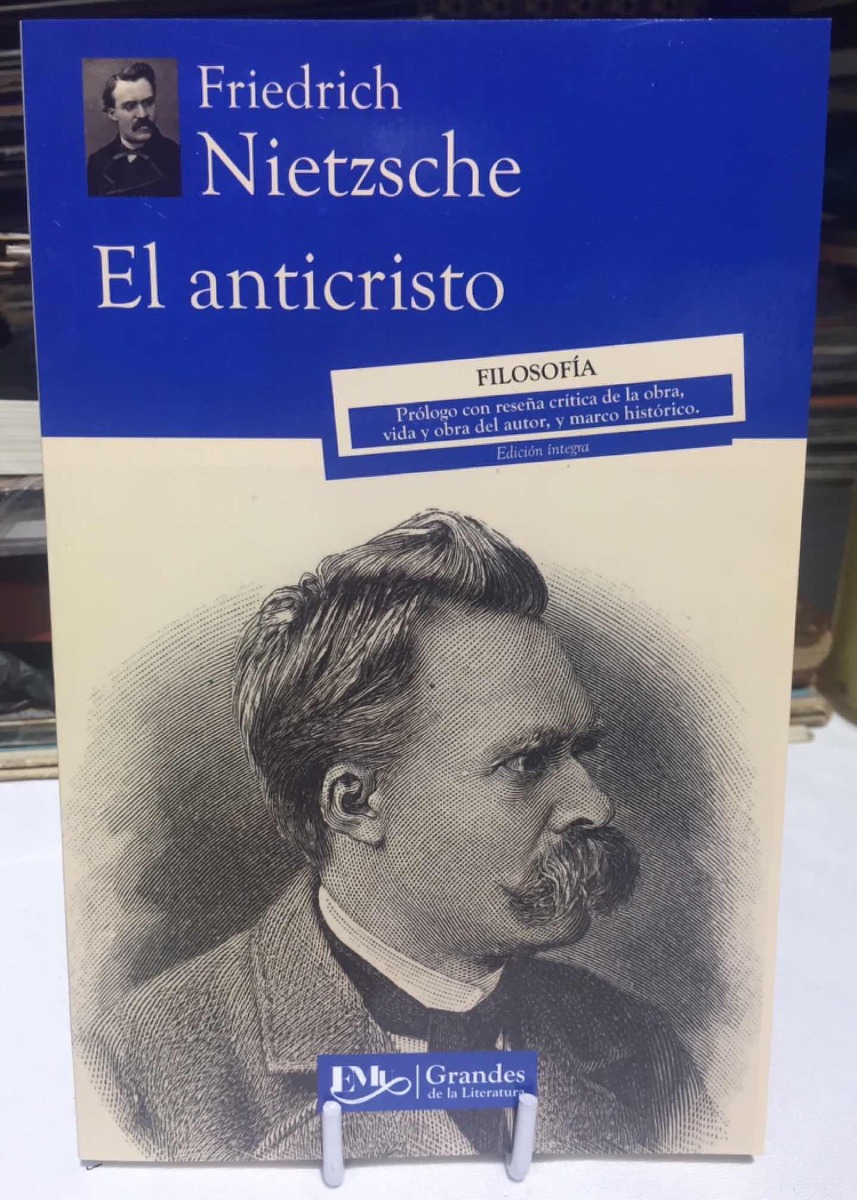 Friedrich
Nietzsche
El anticristo
FILOSOFÍA
Prólogo con reseña crítica de la obra,
vida y obra del autor, y marco histórico.
Edición íntegra
EMU
Grandes
de la Literatura